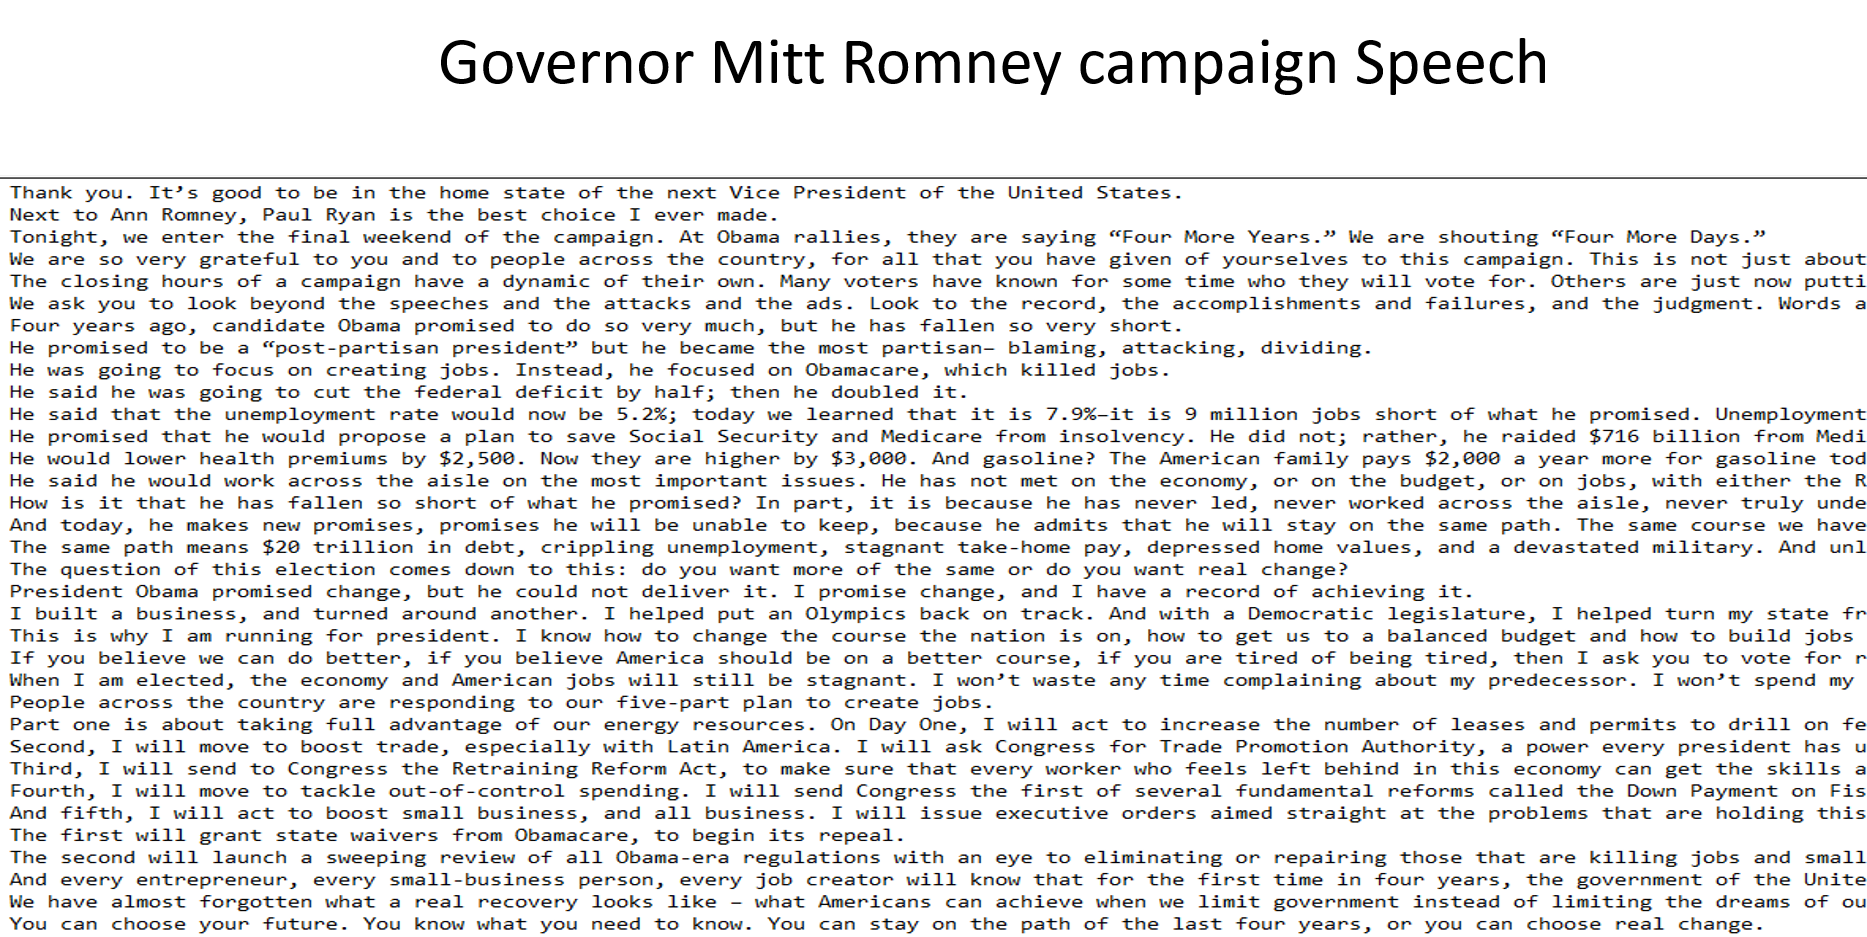 Governor Mitt Romney campaign Speech
Thank you. It’s good to be in the home state of the next Vice President of the United States.
Next to Ann Romney, Paul Ryan is the best choice I ever made.
Tonight, we enter the final weekend of the campaign. At Obama rallies, they are saying “Four More Years.” We are shouting “Four More Days.”
We are so very grateful to you and to people across the country, for all that you have given of yourselves to this campaign. This is not just about
The closing hours of a campaign have a dynamic of their own. Many voters have known for some time who they will vote for. Others are just now putti
We ask you to look beyond the speeches and the attacks and the ads. Look to the record, the accomplishments and failures, and the judgment. Words a
Four years ago, candidate Obama promised to do so very much, but he has fallen so very short.
He promised to be a “post-partisan president” but he became the most partisan– blaming, attacking, dividing.
He was going to focus on creating jobs. Instead, he focused on Obamacare, which killed jobs.
He said he was going to cut the federal deficit by half; then he doubled it.
He said that the unemployment rate would now be 5.2%; today we learned that it is 7.9%–it is 9 million jobs short of what he promised. Unemployment
He promised that he would propose a plan to save Social Security and Medicare from insolvency. He did not; rather, he raided $716 billion from Medi
He would lower health premiums by $2,500. Now they are higher by $3,000. And gasoline? The American family pays $2,000 a year more for gasoline tod
He said he would work across the aisle on the most important issues. He has not met on the economy, or on the budget, or on jobs, with either the R
How is it that he has fallen so short of what he promised? In part, it is because he has never led, never worked across the aisle, never truly unde
And today, he makes new promises, promises he will be unable to keep, because he admits that he will stay on the same path. The same course we have
The same path means $20 trillion in debt, crippling unemployment, stagnant take-home pay, depressed home values, and a devastated military. And unl
The question of this election comes down to this: do you want more of the same or do you want real change?
President Obama promised change, but he could not deliver it. I promise change, and I have a record of achieving it.
I built a business, and turned around another. I helped put an Olympics back on track. And with a Democratic legislature, I helped turn my state fr
This is why I am running for president. I know how to change the course the nation is on, how to get us to a balanced budget and how to build jobs
If you believe we can do better, if you believe America should be on a better course, if you are tired of being tired, then I ask you to vote for r
When I am elected, the economy and American jobs will still be stagnant. I won’t waste any time complaining about my predecessor. I won’t spend my
People across the country are responding to our five-part plan to create jobs.
Part one is about taking full advantage of our energy resources. On Day One, I will act to increase the number of leases and permits to drill on fe
Second, I will move to boost trade, especially with Latin America. I will ask Congress for Trade Promotion Authority, a power every president has u
Third, I will send to Congress the Retraining Reform Act, to make sure that every worker who feels left behind in this economy can get the skills a
Fourth, I will move to tackle out-of-control spending. I will send Congress the first of several fundamental reforms called the Down Payment on Fis
And fifth, I will act to boost small business, and all business. I will issue executive orders aimed straight at the problems that are holding this
The first will grant state waivers from Obamacare, to begin its repeal.
The second will launch a sweeping review of all Obama-era regulations with an eye to eliminating or repairing those that are killing jobs and small
And every entrepreneur, every small-business person, every job creator will know that for the first time in four years, the government of the Unite
We have almost forgotten what a real recovery looks like – what Americans can achieve when we limit government instead of limiting the dreams of ou
You can choose your future. You know what you need to know. You can stay on the path of the last four years, or you can choose real change.